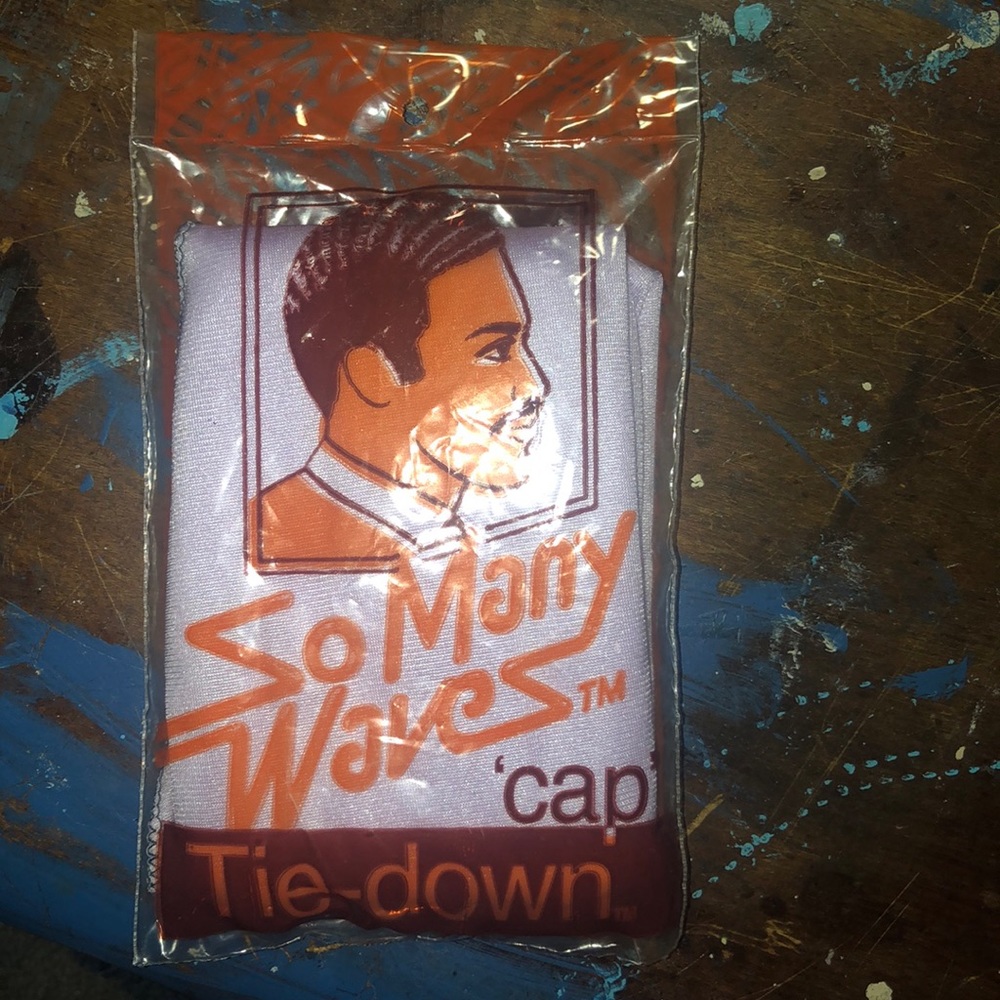 So Many
Waves™
'cap'
Tie-down™